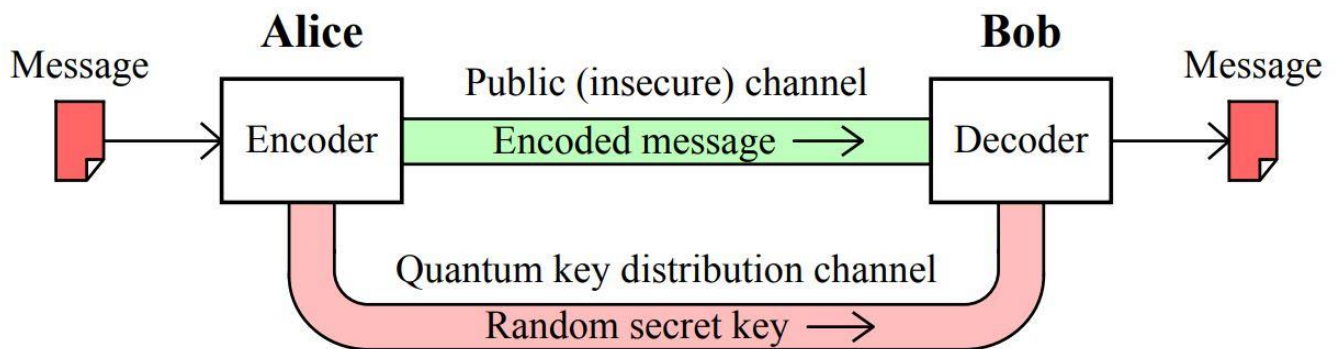 Alice
Bob
Message
Message
Public (insecure) channel
Encoder
Encoded message
Decoder
Quantum key distribution channel
Random secret key